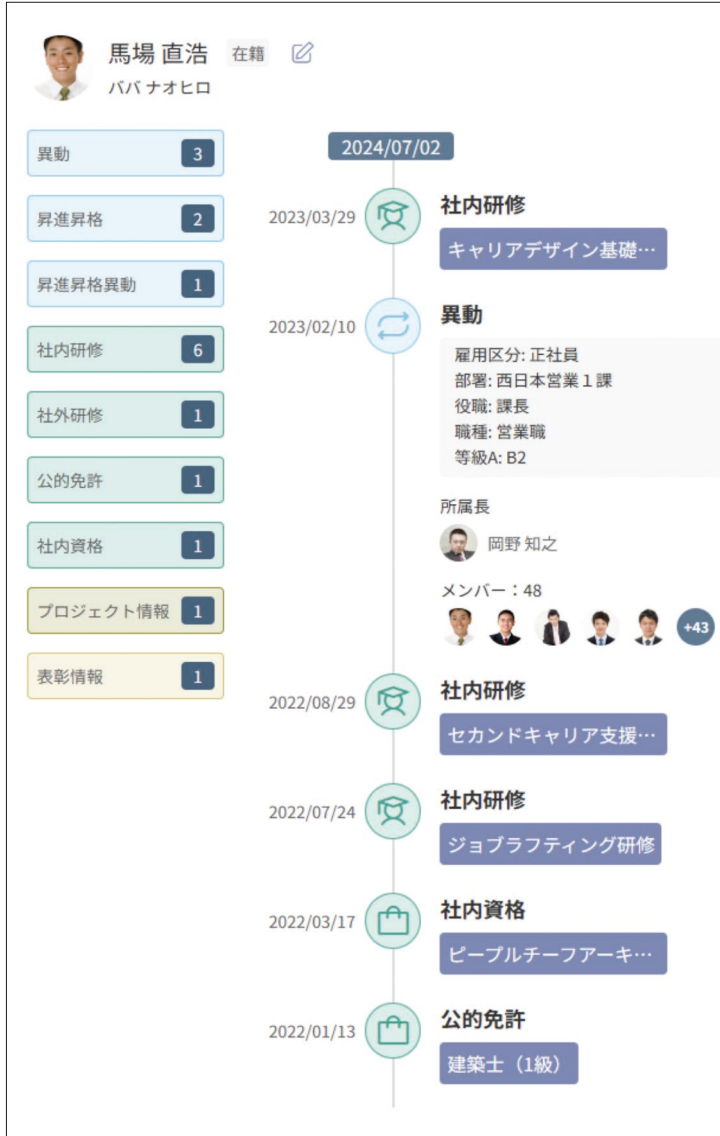 馬場 直浩 在籍
ババ ナオヒロ
異動 3
昇進昇格 2
昇進昇格異動 1
社内研修 6
社外研修 1
公的免許 1
社内資格 1
プロジェクト情報 1
表彰情報 1
2024/07/02
2023/03/29 社内研修
キャリアデザイン基礎…
2023/02/10 異動
雇用区分: 正社員
部署: 西日本営業１課
役職: 課長
職種: 営業職
等級A: B2
所属長
岡野 知之
メンバー：48
+43
2022/08/29 社内研修
セカンドキャリア支援…
2022/07/24 社内研修
ジョブラフティング研修
2022/03/17 社内資格
ピープルチーフアーキ…
2022/01/13 公的免許
建築士（1級）